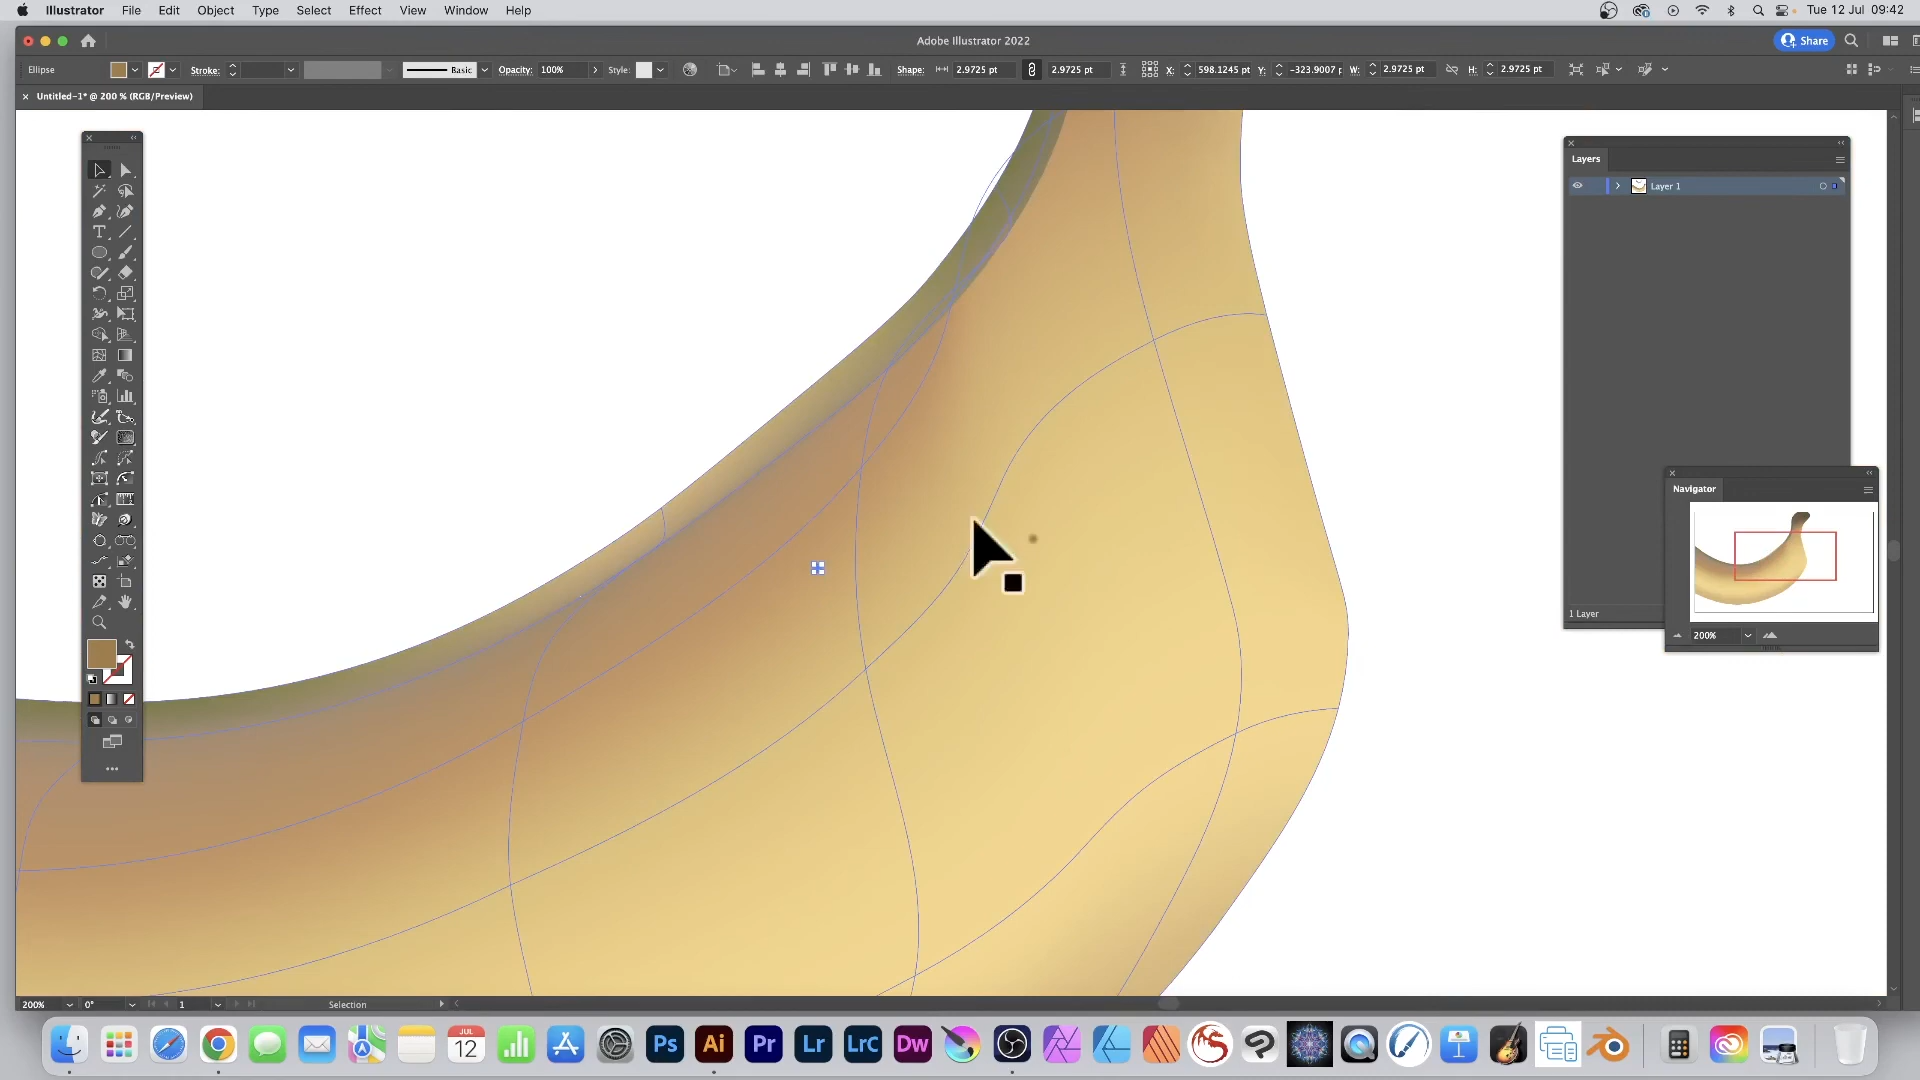 Illustrator File Edit Object Type Select Effect View Window Help
Tue 12 Jul 09:42
Adobe Illustrator 2022
Share
Ellipse
Stroke:
Basic
Opacity: 100%
Style:
Shape: 2.9725 pt 2.9725 pt X: 598.1245 pt Y: -323.9007 p W: 2.9725 pt H: 2.9725 pt
Untitled-1* @ 200 % (RGB/Preview)
Layers
Layer 1
1 Layer
Navigator
200%
200% 0° 1 Selection
JUL
12
Ps Ai Pr Lr LrC Dw